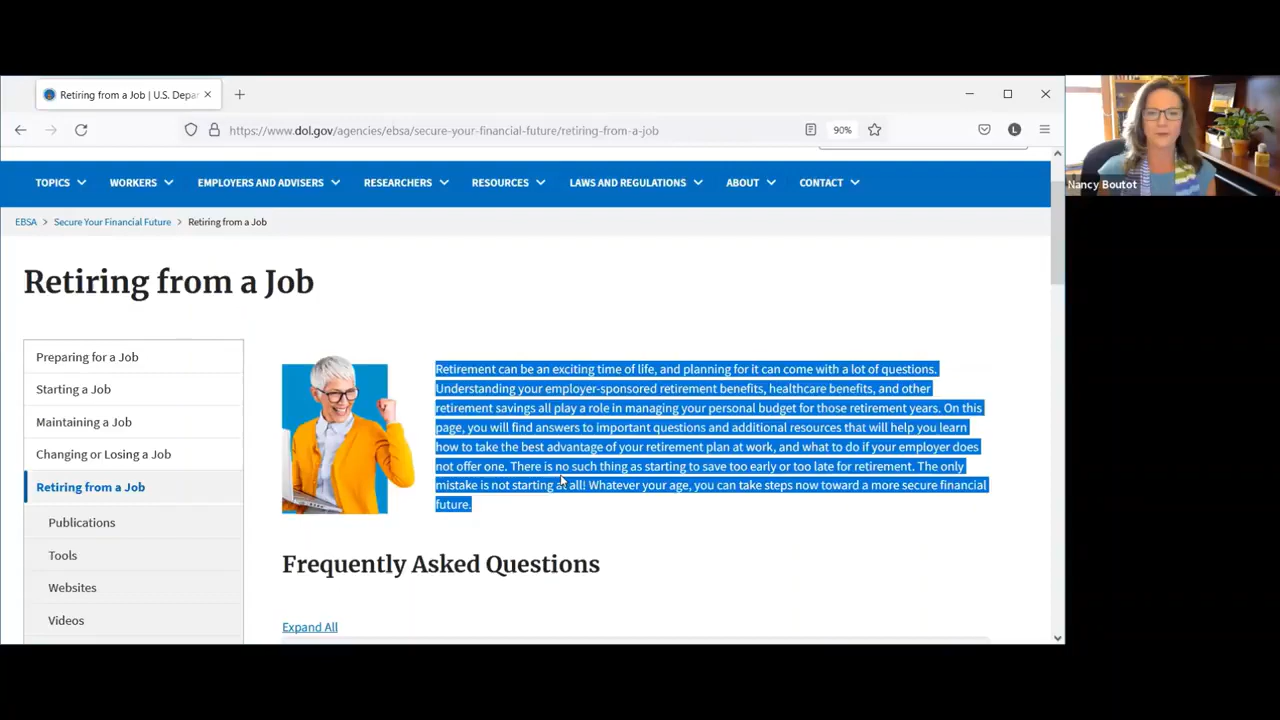 Retiring from a Job | U.S. Depa
https://www.dol.gov/agencies/ebsa/secure-your-financial-future/retiring-from-a-job
90%
L
Nancy Boutot
TOPICS WORKERS EMPLOYERS AND ADVISERS RESEARCHERS RESOURCES LAWS AND REGULATIONS ABOUT CONTACT
EBSA > Secure Your Financial Future > Retiring from a Job
Retiring from a Job
Preparing for a Job
Starting a Job
Maintaining a Job
Changing or Losing a Job
Retiring from a Job
Publications
Tools
Websites
Videos
Retirement can be an exciting time of life, and planning for it can come with a lot of questions.
Understanding your employer-sponsored retirement benefits, healthcare benefits, and other
retirement savings all play a role in managing your personal budget for those retirement years. On this
page, you will find answers to important questions and additional resources that will help you learn
how to take the best advantage of your retirement plan at work, and what to do if your employer does
not offer one. There is no such thing as starting to save too early or too late for retirement. The only
mistake is not starting at all! Whatever your age, you can take steps now toward a more secure financial
future.
Frequently Asked Questions
Expand All